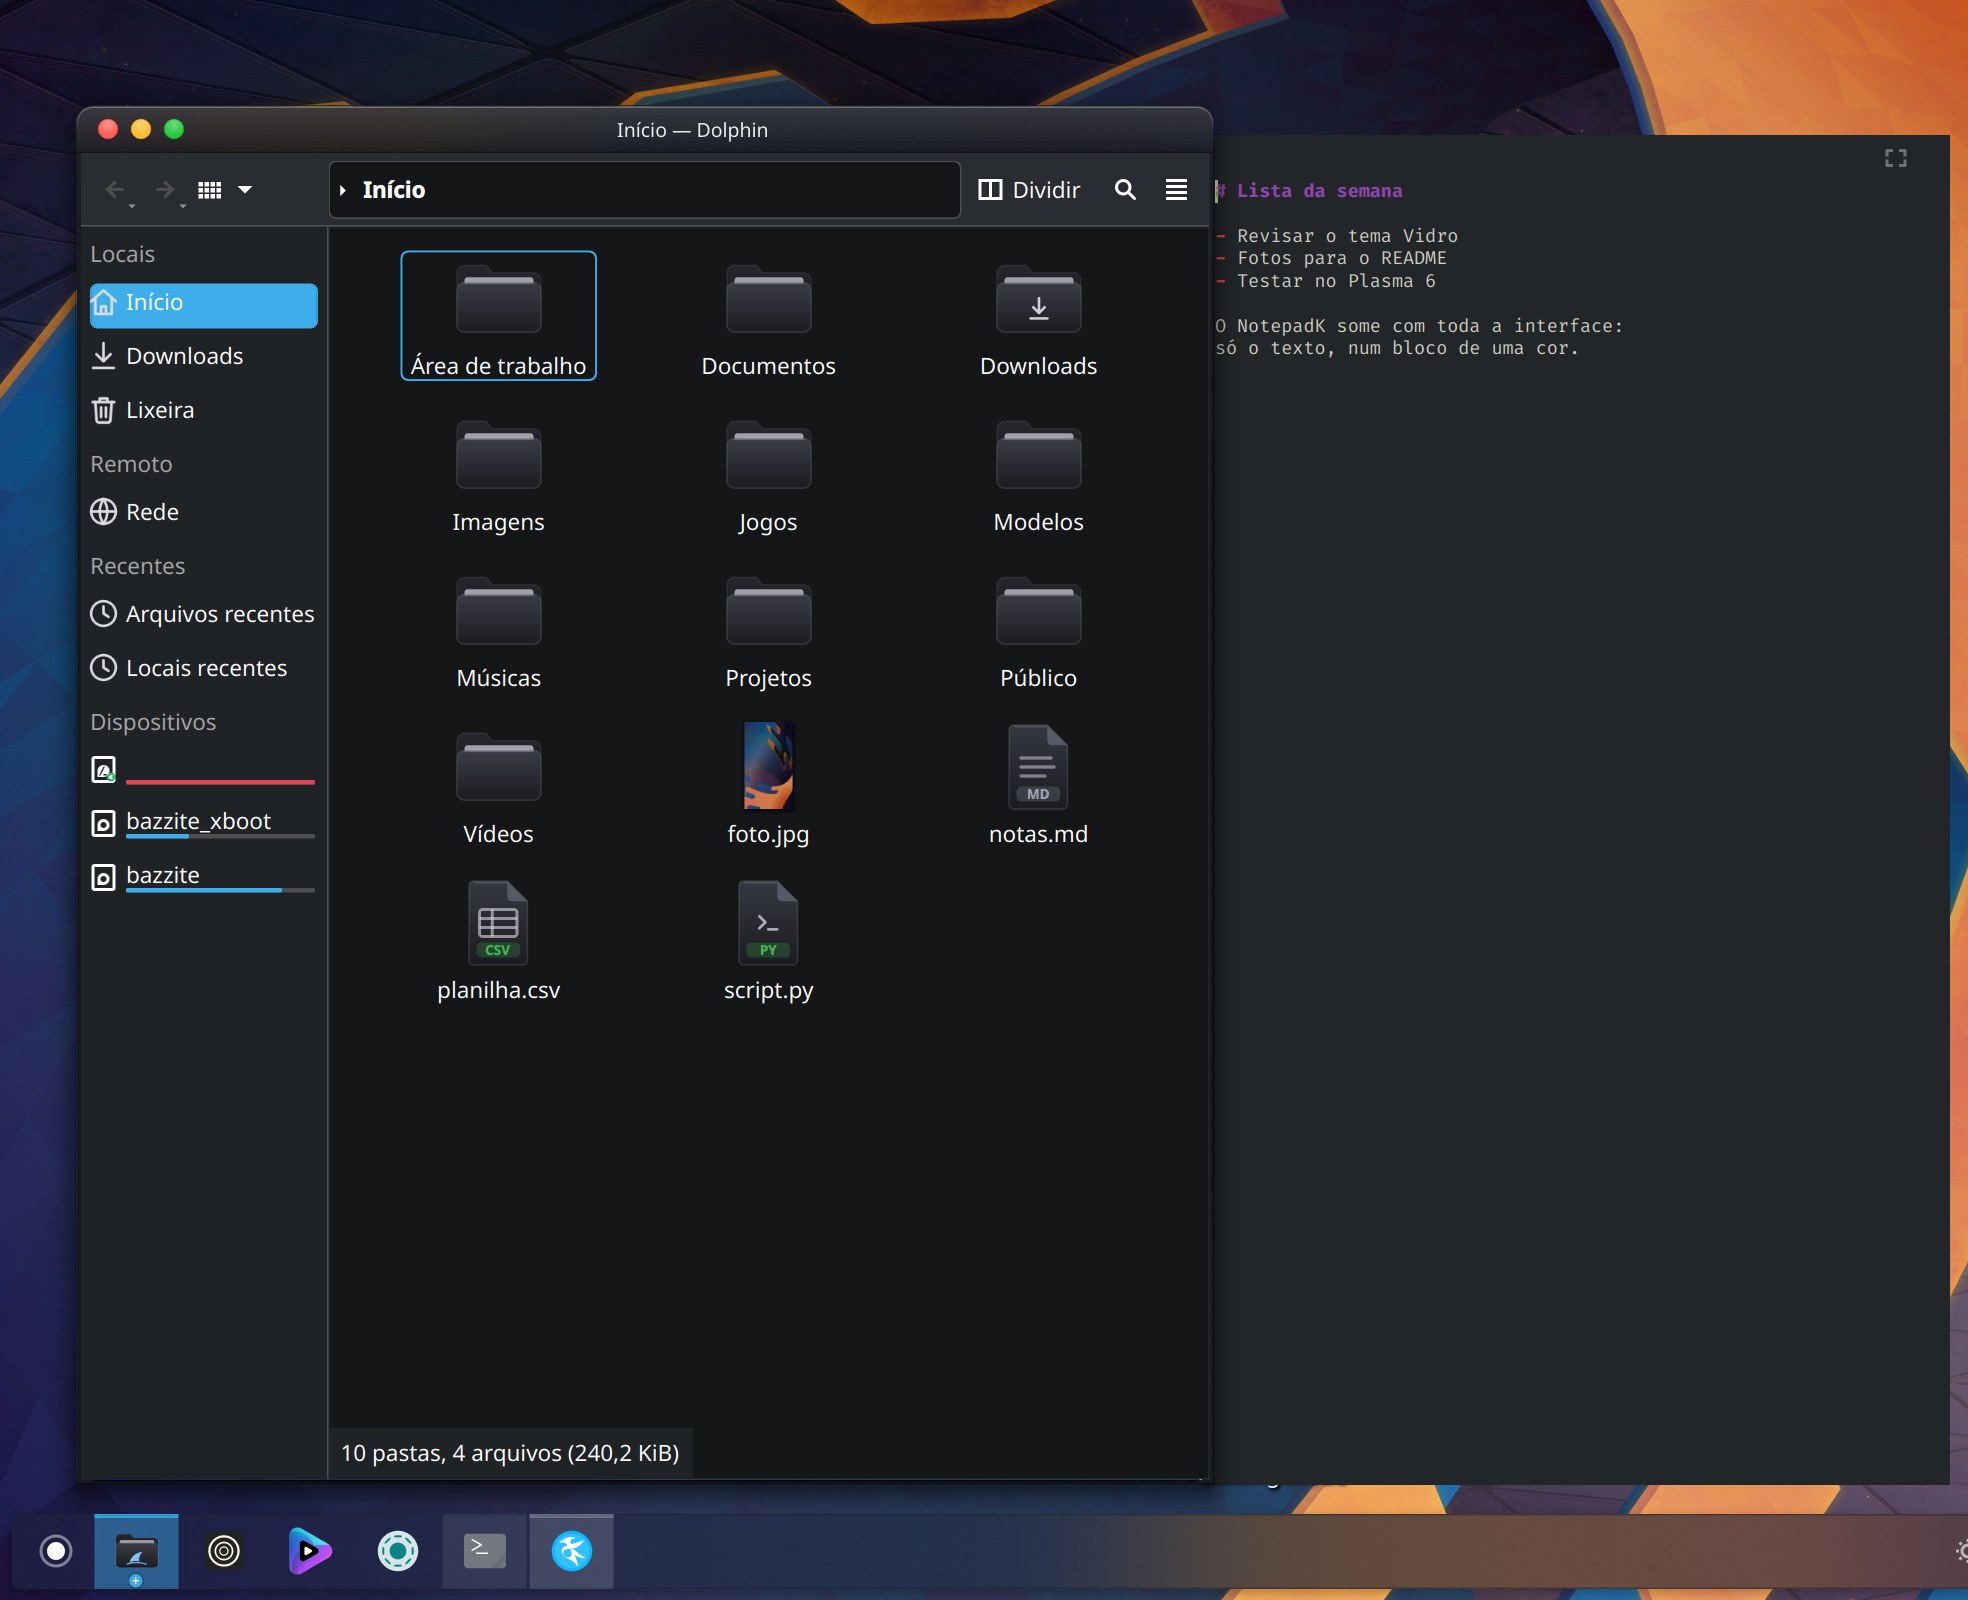 Início — Dolphin
Início
Dividir
Locais
Início
Downloads
Lixeira
Remoto
Rede
Recentes
Arquivos recentes
Locais recentes
Dispositivos
bazzite_xboot
bazzite
Área de trabalho
Documentos
Downloads
Imagens
Jogos
Modelos
Músicas
Projetos
Público
Vídeos
foto.jpg
MD
notas.md
CSV
planilha.csv
PY
script.py
10 pastas, 4 arquivos (240,2 KiB)
# Lista da semana
- Revisar o tema Vidro
- Fotos para o README
- Testar no Plasma 6
O NotepadK some com toda a interface:
só o texto, num bloco de uma cor.